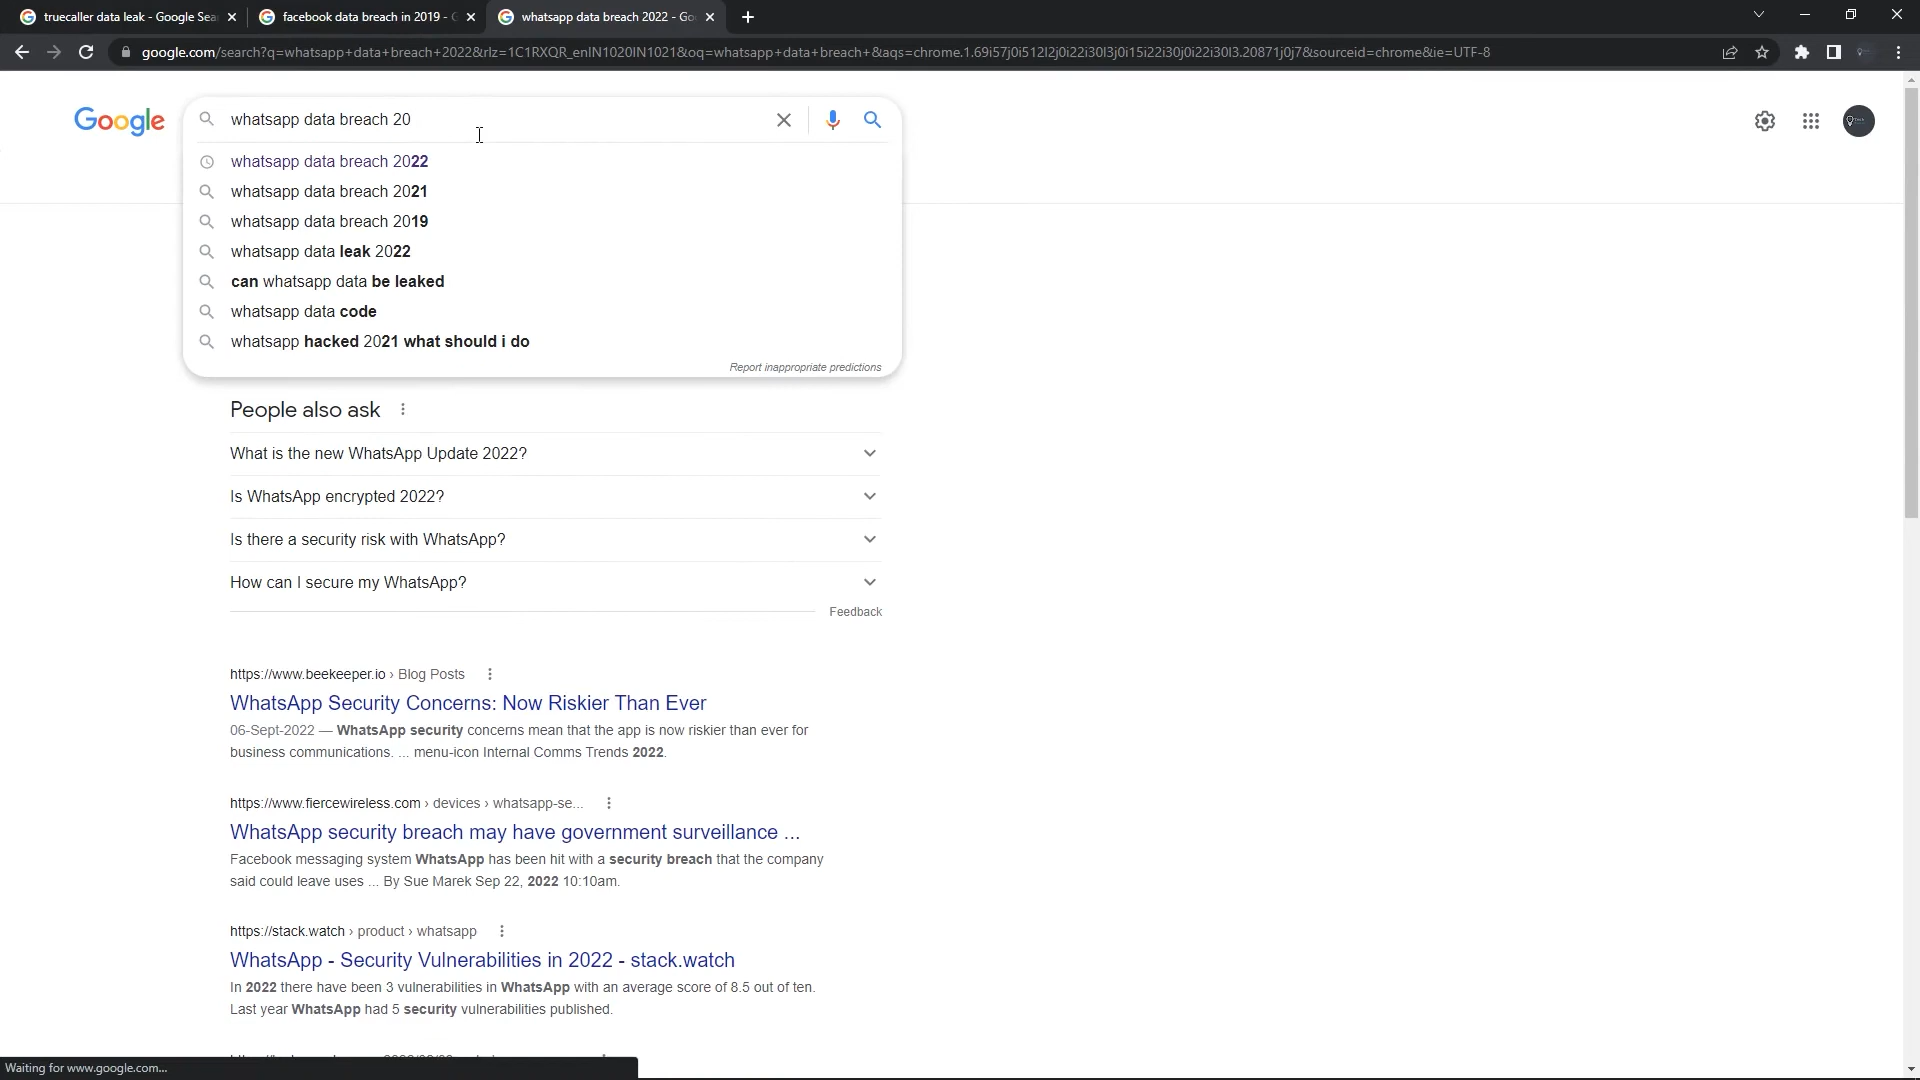 truecaller data leak - Google Sea
facebook data breach in 2019 - G
whatsapp data breach 2022 - Go
google.com/search?q=whatsapp+data+breach+2022&rlz=1C1RXQR_enIN1020IN1021&oq=whatsapp+data+breach+&aqs=chrome.1.69i57j0i512l2j0i22i30l3j0i15i22i30j0i22i30l3.20871j0j7&sourceid=chrome&ie=UTF-8
Google
whatsapp data breach 20
whatsapp data breach 2022
whatsapp data breach 2021
whatsapp data breach 2019
whatsapp data leak 2022
can whatsapp data be leaked
whatsapp data code
whatsapp hacked 2021 what should i do
Report inappropriate predictions
People also ask
What is the new WhatsApp Update 2022?
Is WhatsApp encrypted 2022?
Is there a security risk with WhatsApp?
How can I secure my WhatsApp?
Feedback
https://www.beekeeper.io › Blog Posts
WhatsApp Security Concerns: Now Riskier Than Ever
06-Sept-2022 — WhatsApp security concerns mean that the app is now riskier than ever for
business communications. ... menu-icon Internal Comms Trends 2022.
https://www.fiercewireless.com › devices › whatsapp-se...
WhatsApp security breach may have government surveillance ...
Facebook messaging system WhatsApp has been hit with a security breach that the company
said could leave uses ... By Sue Marek Sep 22, 2022 10:10am.
https://stack.watch › product › whatsapp
WhatsApp - Security Vulnerabilities in 2022 - stack.watch
In 2022 there have been 3 vulnerabilities in WhatsApp with an average score of 8.5 out of ten.
Last year WhatsApp had 5 security vulnerabilities published.
Waiting for www.google.com...